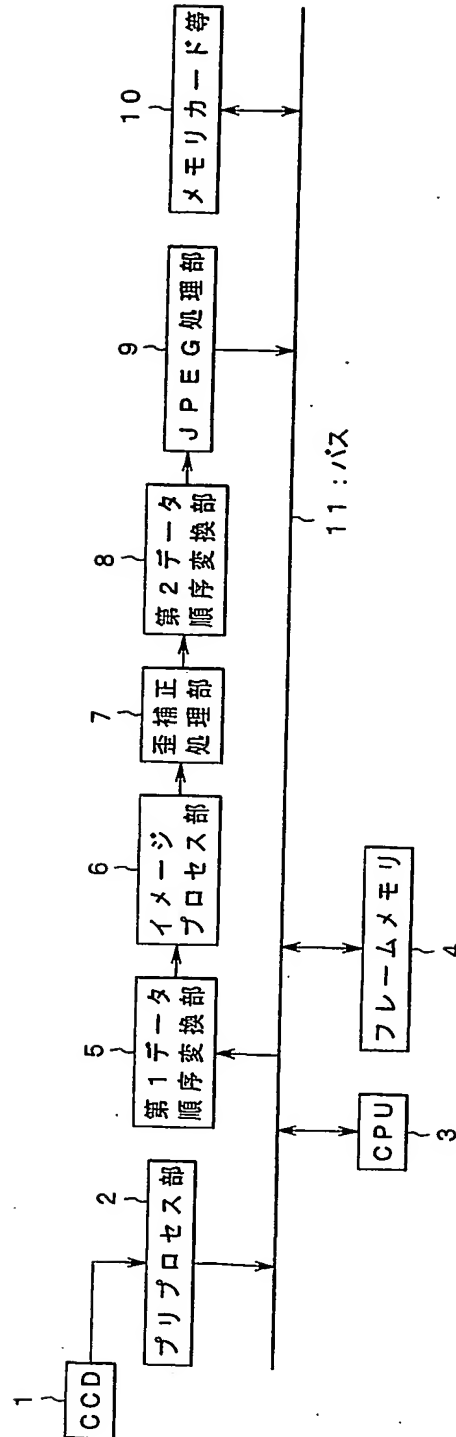 1
CCD
2
プリプロセス部
5
第1データ
順序変換部
6
イメージ
プロセス部
7
歪補正
処理部
8
第2データ
順序変換部
9
JPEG処理部
10
メモリカード等
11:バス
CPU
3
フレームメモリ
4